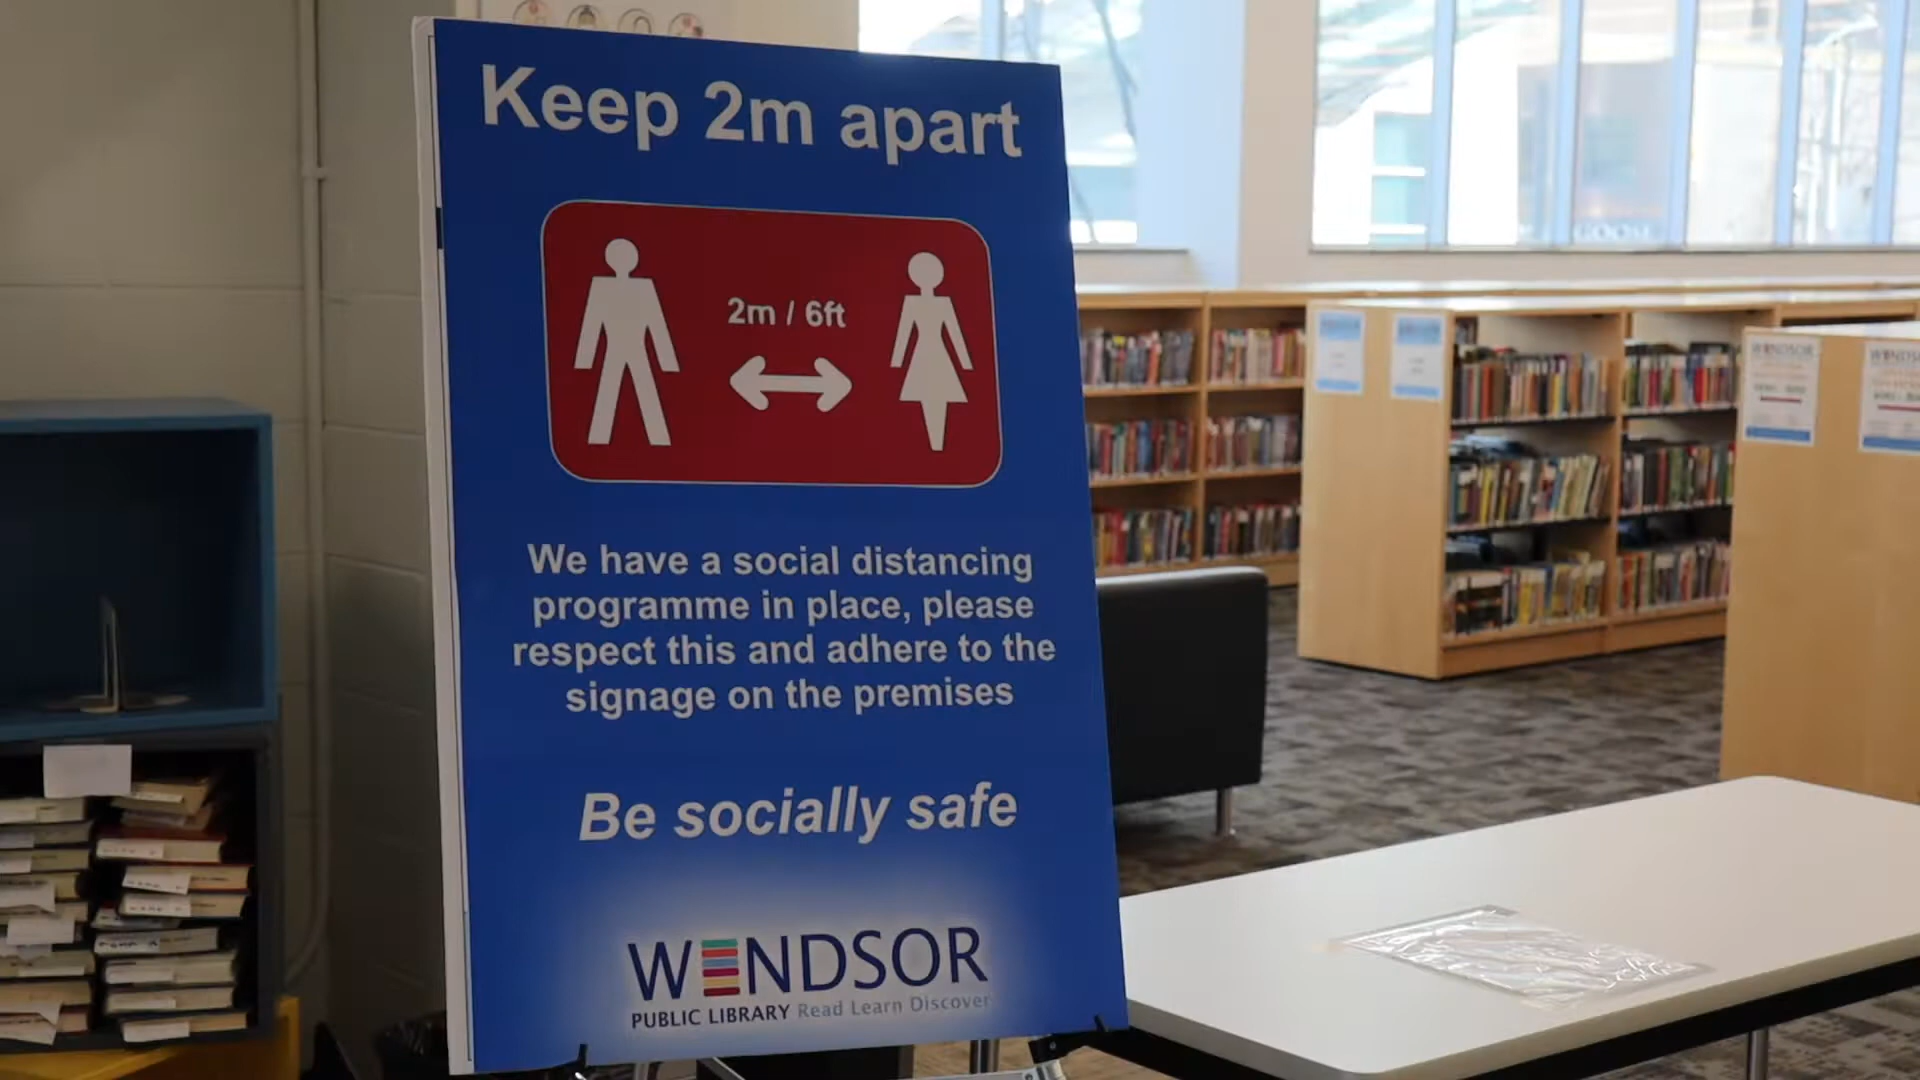 Keep 2m apart
2m / 6ft
We have a social distancing
programme in place, please
respect this and adhere to the
signage on the premises
Be socially safe
WINDSOR
PUBLIC LIBRARY Read Learn Discover
WINDSOR